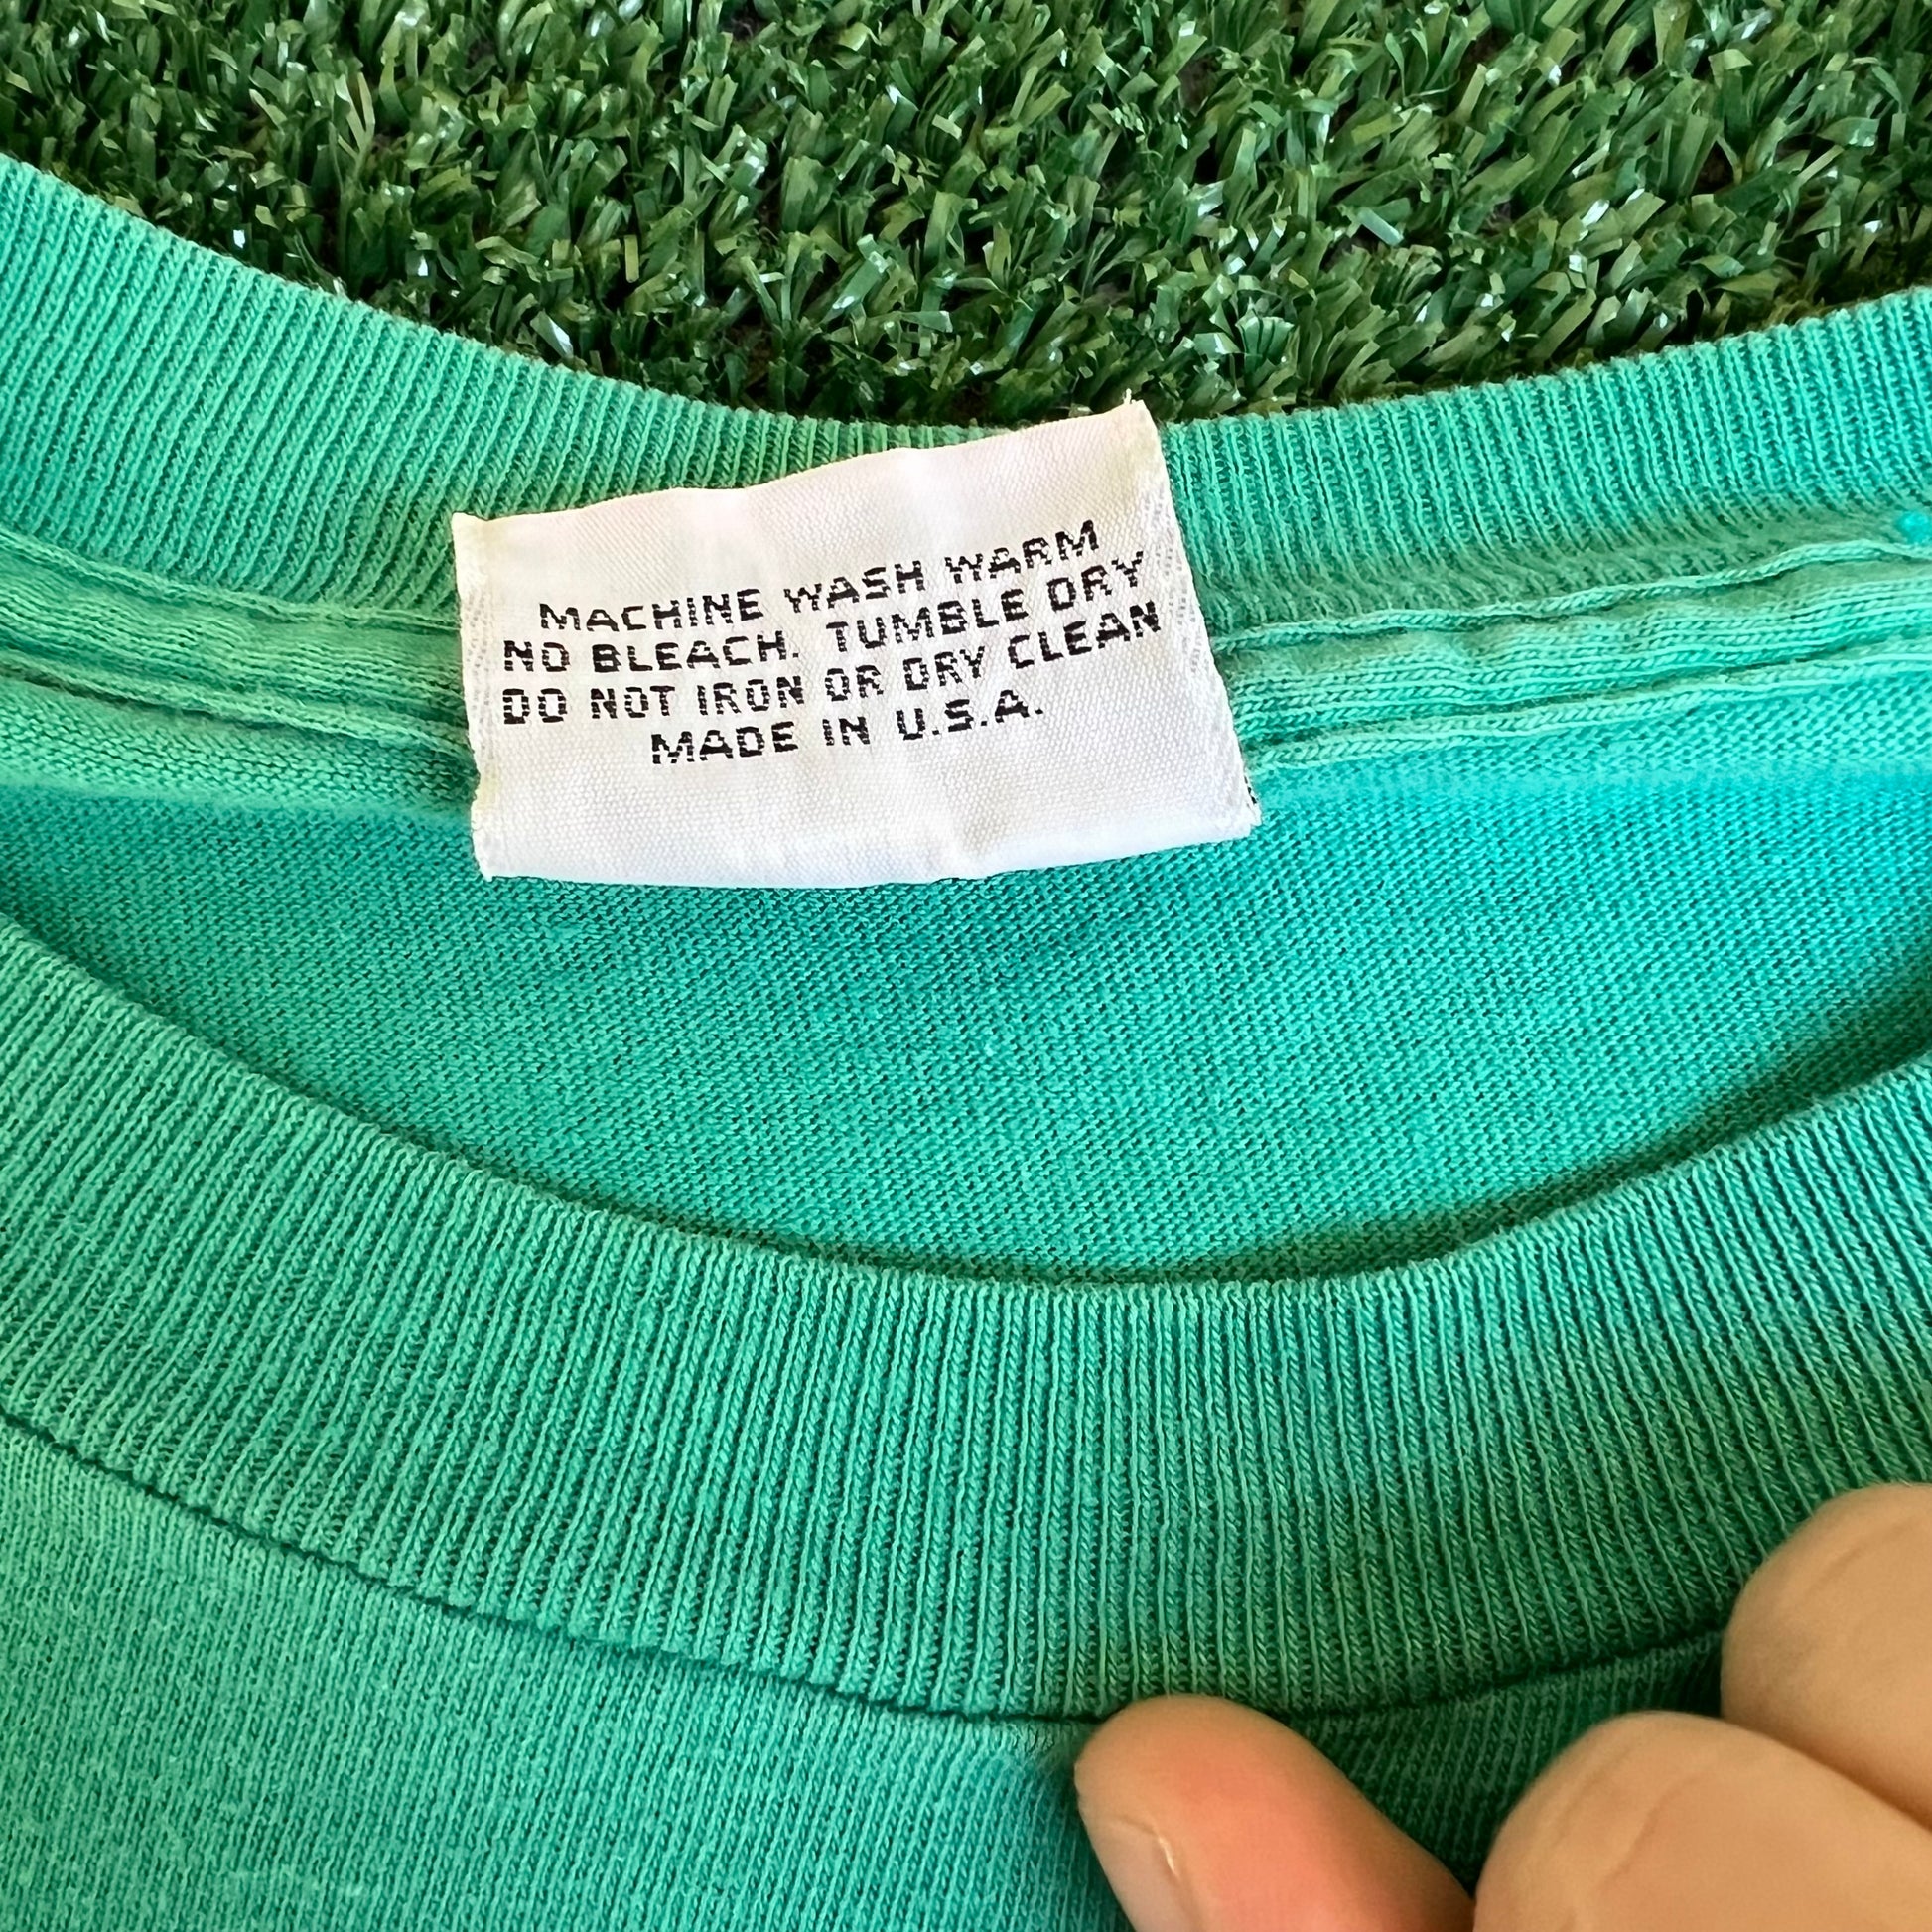 MACHINE WASH WARM
NO BLEACH. TUMBLE DRY
DO NOT IRON OR DRY CLEAN
MADE IN U.S.A.